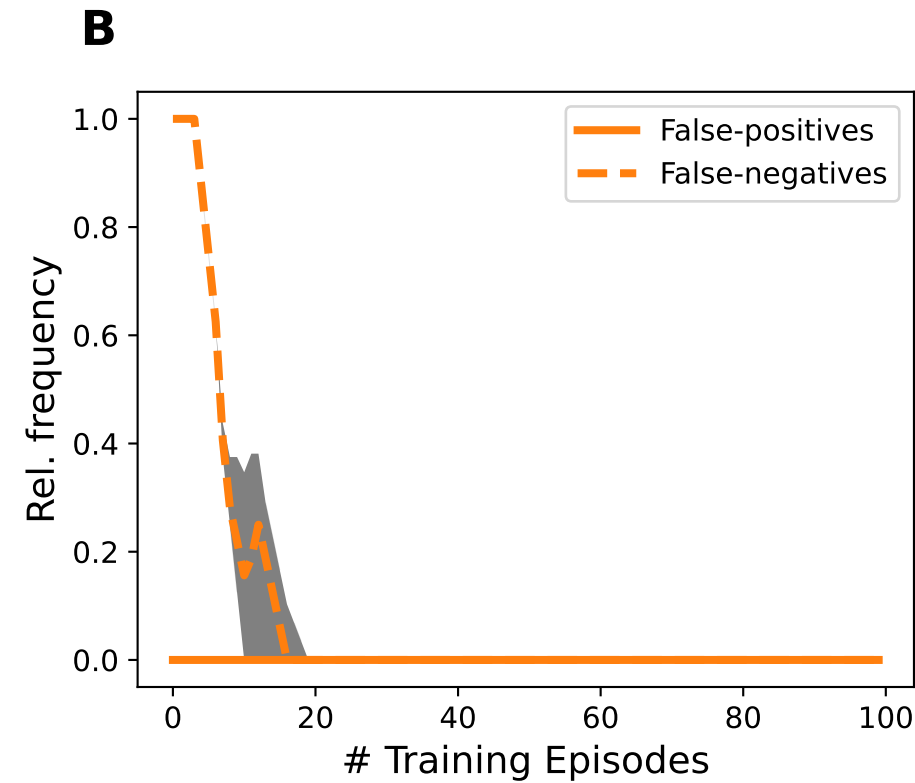 B
Rel. frequency
1.0
0.8
0.6
0.4
0.2
0.0
False-positives
False-negatives
0 20 40 60 80 100
# Training Episodes